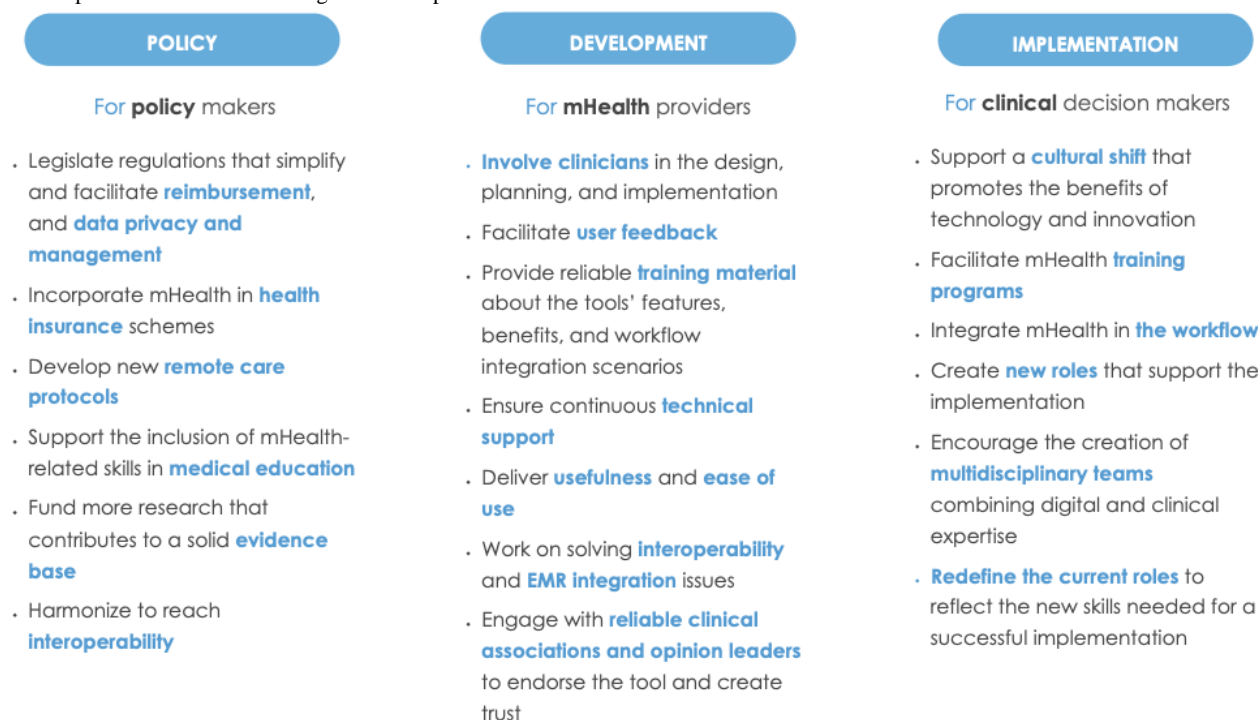 POLICY
For policy makers
. Legislate regulations that simplify
and facilitate reimbursement,
and data privacy and
management
. Incorporate mHealth in health
insurance schemes
. Develop new remote care
protocols
. Support the inclusion of mHealth-
related skills in medical education
. Fund more research that
contributes to a solid evidence
base
. Harmonize to reach
interoperability
DEVELOPMENT
For mHealth providers
. Involve clinicians in the design,
planning, and implementation
. Facilitate user feedback
. Provide reliable training material
about the tools' features,
benefits, and workflow
integration scenarios
. Ensure continuous technical
support
. Deliver usefulness and ease of
use
. Work on solving interoperability
and EMR integration issues
. Engage with reliable clinical
associations and opinion leaders
to endorse the tool and create
trust
IMPLEMENTATION
For clinical decision makers
. Support a cultural shift that
promotes the benefits of
technology and innovation
. Facilitate mHealth training
programs
. Integrate mHealth in the workflow
. Create new roles that support the
implementation
. Encourage the creation of
multidisciplinary teams
combining digital and clinical
expertise
. Redefine the current roles to
reflect the new skills needed for a
successful implementation